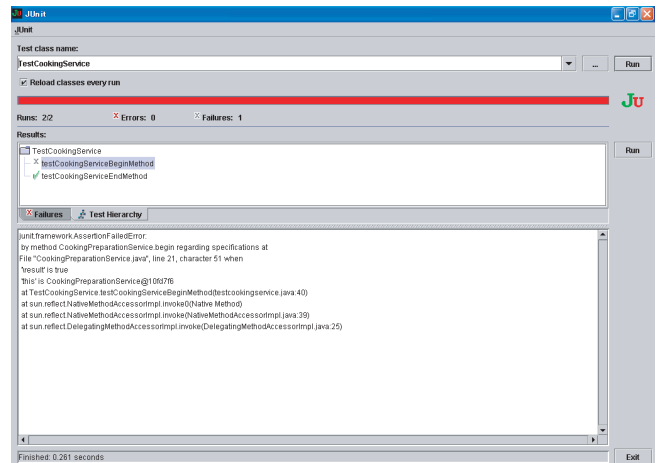 JUnit
JUnit
Test class name:
TestCookingService
...
Run
Reload classes every run
JU
Runs: 2/2
X Errors: 0
X Failures: 1
Results:
TestCookingService
Run
X testCookingServiceBeginMethod
testCookingServiceEndMethod
X Failures
Test Hierarchy
junit.framework.AssertionFailedError:
by method CookingPreparationService.begin regarding specifications at
File "CookingPreparationService.java", line 21, character 51 when
'\result' is true
'this' is CookingPreparationService@10fd7f6
at TestCookingService.testCookingServiceBeginMethod(testcookingservice.java:40)
at sun.reflect.NativeMethodAccessorImpl.invoke0(Native Method)
at sun.reflect.NativeMethodAccessorImpl.invoke(NativeMethodAccessorImpl.java:39)
at sun.reflect.DelegatingMethodAccessorImpl.invoke(DelegatingMethodAccessorImpl.java:25)
Finished: 0.261 seconds
Exit